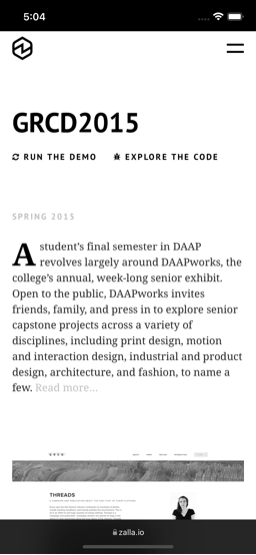 5:04
GRCD2015
RUN THE DEMO EXPLORE THE CODE
SPRING 2015
A student's final semester in DAAP
revolves largely around DAAPworks, the
college's annual, week-long senior exhibit.
Open to the public, DAAPworks invites
friends, family, and press in to explore senior
capstone projects across a variety of
disciplines, including print design, motion
and interaction design, industrial and product
design, architecture, and fashion, to name a
few. Read more...
THREADS
zalla.io